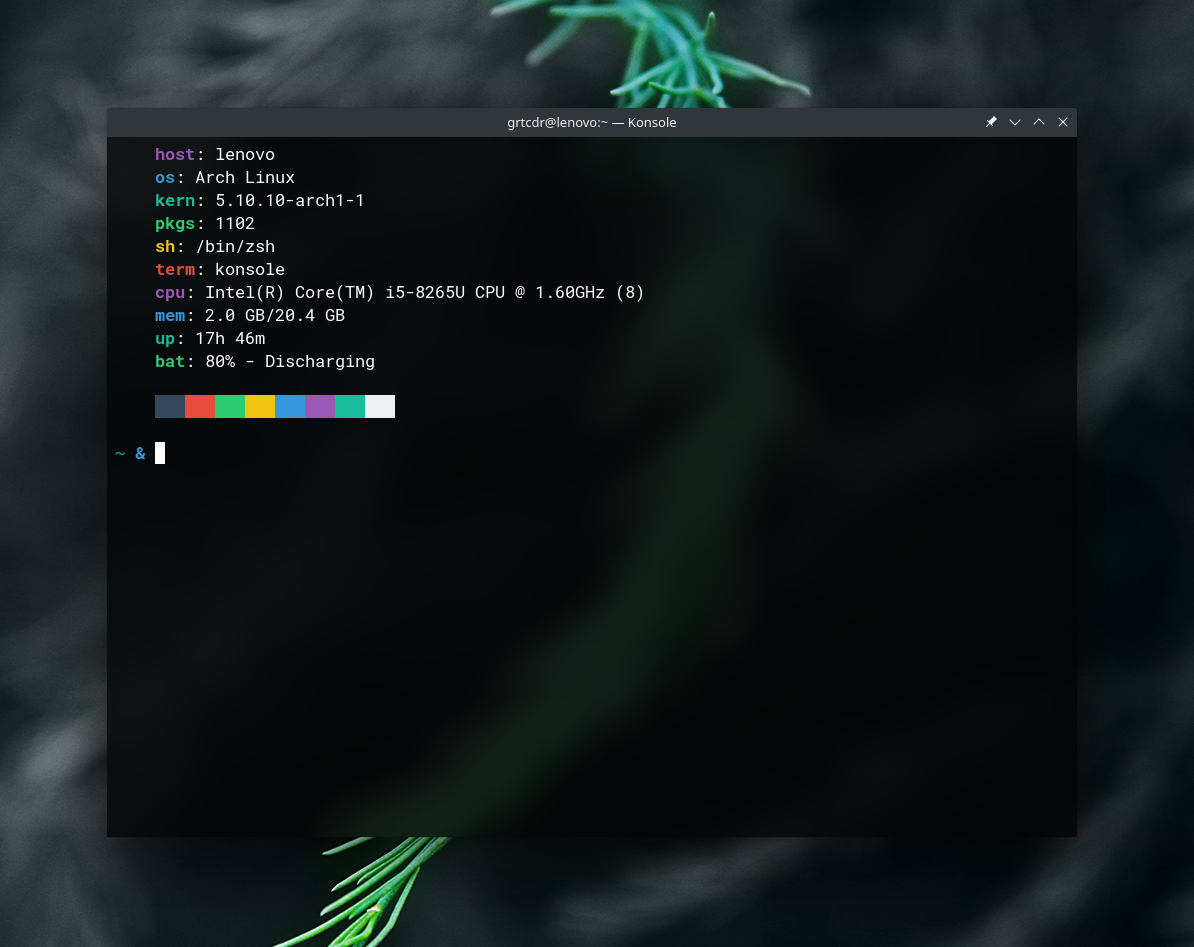 grtcdr@lenovo:~ — Konsole
host: lenovo
os: Arch Linux
kern: 5.10.10-arch1-1
pkgs: 1102
sh: /bin/zsh
term: konsole
cpu: Intel(R) Core(TM) i5-8265U CPU @ 1.60GHz (8)
mem: 2.0 GB/20.4 GB
up: 17h 46m
bat: 80% - Discharging
~ &